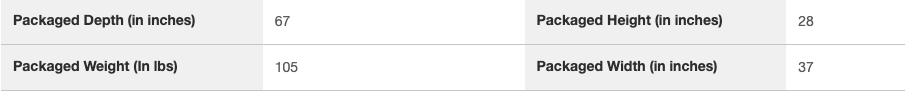 Packaged Depth (in inches) 67 Packaged Height (in inches) 28
Packaged Weight (In lbs) 105 Packaged Width (in inches) 37